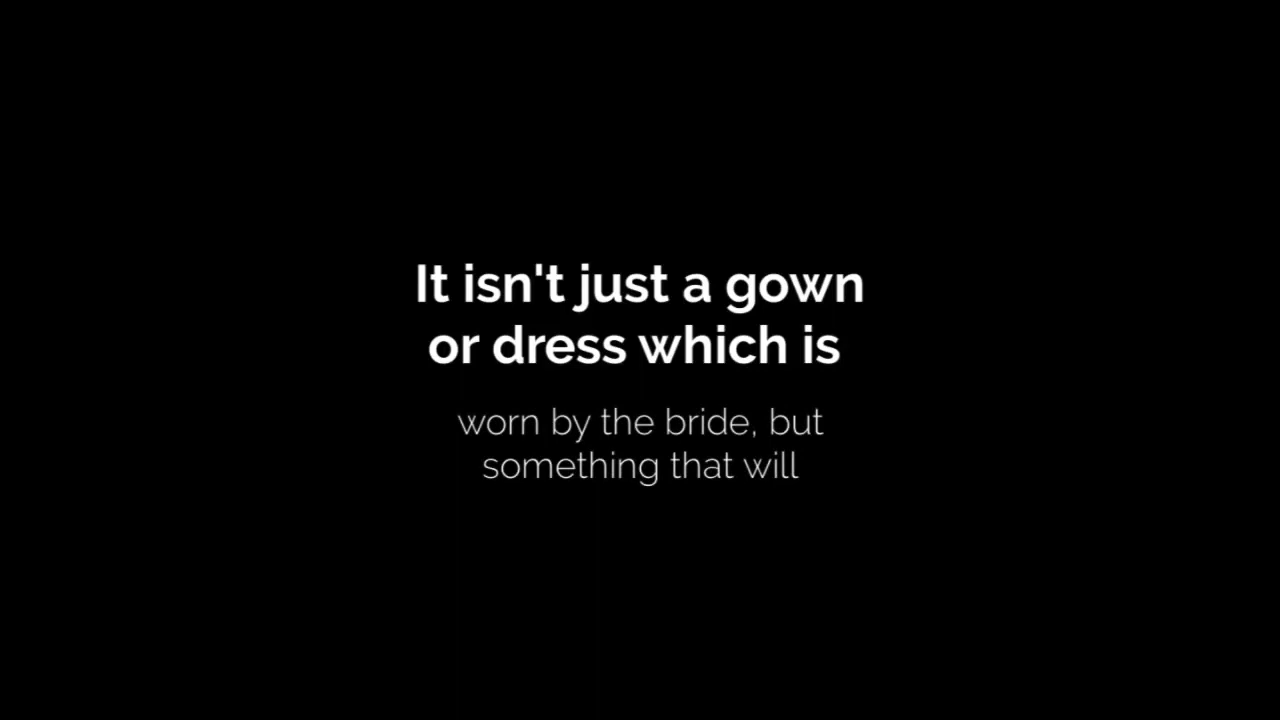 It isn't just a gown
or dress which is
worn by the bride, but
something that will